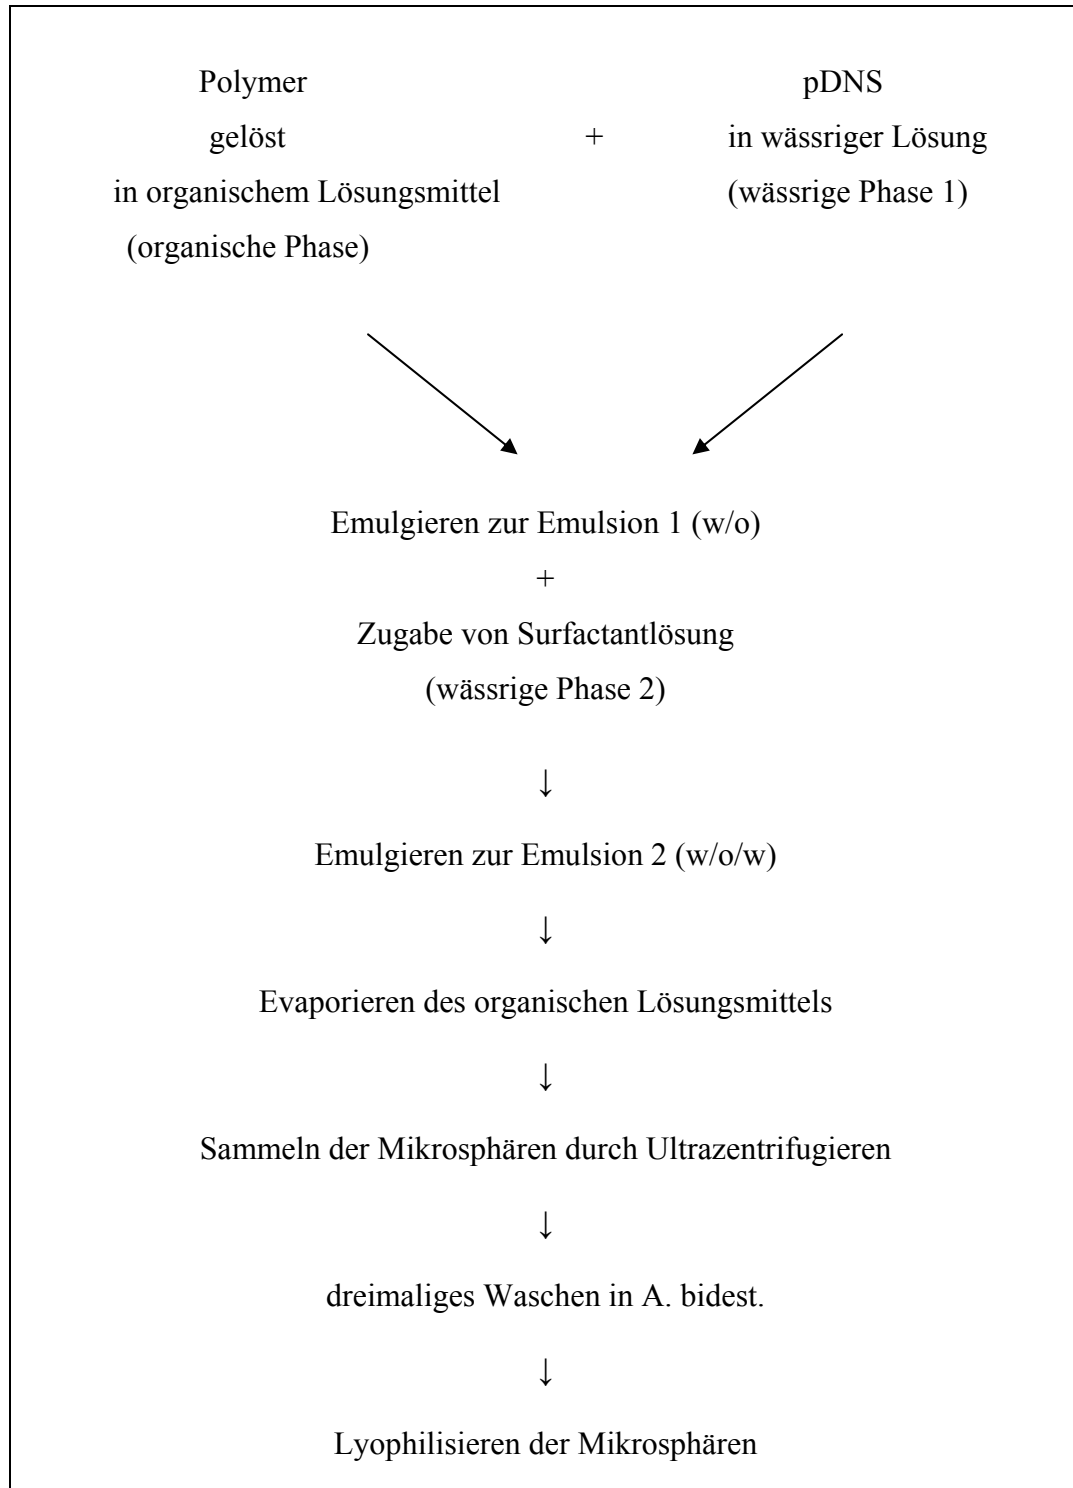 Polymer pDNS
gelöst + in wässriger Lösung
in organischem Lösungsmittel (wässrige Phase 1)
(organische Phase)
Emulgieren zur Emulsion 1 (w/o)
+
Zugabe von Surfactantlösung
(wässrige Phase 2)
↓
Emulgieren zur Emulsion 2 (w/o/w)
↓
Evaporieren des organischen Lösungsmittels
↓
Sammeln der Mikrosphären durch Ultrazentrifugieren
↓
dreimaliges Waschen in A. bidest.
↓
Lyophilisieren der Mikrosphären